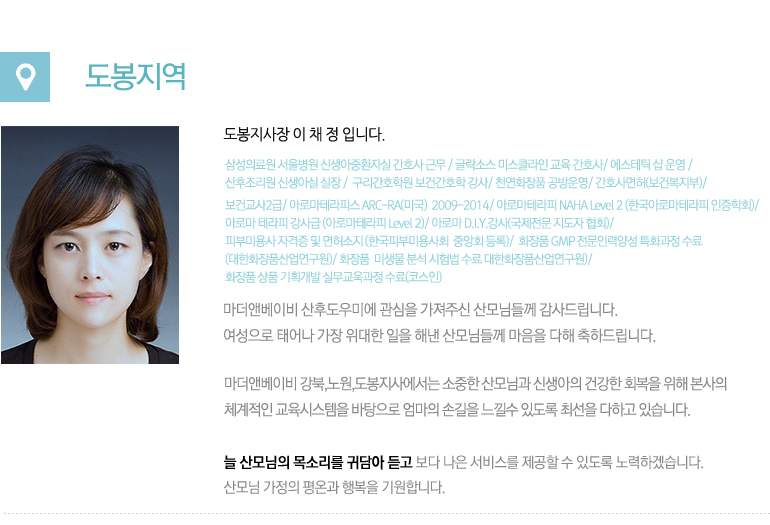 도봉지역
도봉지사장 이 채 정 입니다.
삼성의료원 서울병원 신생아중환자실 간호사 근무 / 글락소스 미스클라인 교육 간호사/ 에스테틱 샵 운영 /
산후조리원 신생아실 실장 / 구리간호학원 보건간호학 강사/ 천연화장품 공방운영/ 간호사면허(보건복지부)/
보건교사2급/ 아로마테라피스 ARC-RA(미국) 2009-2014/ 아로마테라피 NAHA Level 2 (한국아로마테라피 인증학회)/
아로마 테라피 강사급 (아로마테라피 Level 2)/ 아로마 D.I.Y.강사(국제전문 지도자 협회)/
피부미용사 자격증 및 면허소지 (한국피부미용사회 중앙회 등록)/ 화장품 GMP 전문인력양성 특화과정 수료
(대한화장품산업연구원)/ 화장품 미생물 분석 시험법 수료 대한화장품산업연구원)/
화장품 상품 기획개발 실무교육과정 수료(코스인)
마더앤베이비 산후도우미에 관심을 가져주신 산모님들께 감사드립니다.
여성으로 태어나 가장 위대한 일을 해낸 산모님들께 마음을 다해 축하드립니다.
마더앤베이비 강북,노원,도봉지사에서는 소중한 산모님과 신생아의 건강한 회복을 위해 본사의
체계적인 교육시스템을 바탕으로 엄마의 손길을 느낄수 있도록 최선을 다하고 있습니다.
늘 산모님의 목소리를 귀담아 듣고 보다 나은 서비스를 제공할 수 있도록 노력하겠습니다.
산모님 가정의 평온과 행복을 기원합니다.